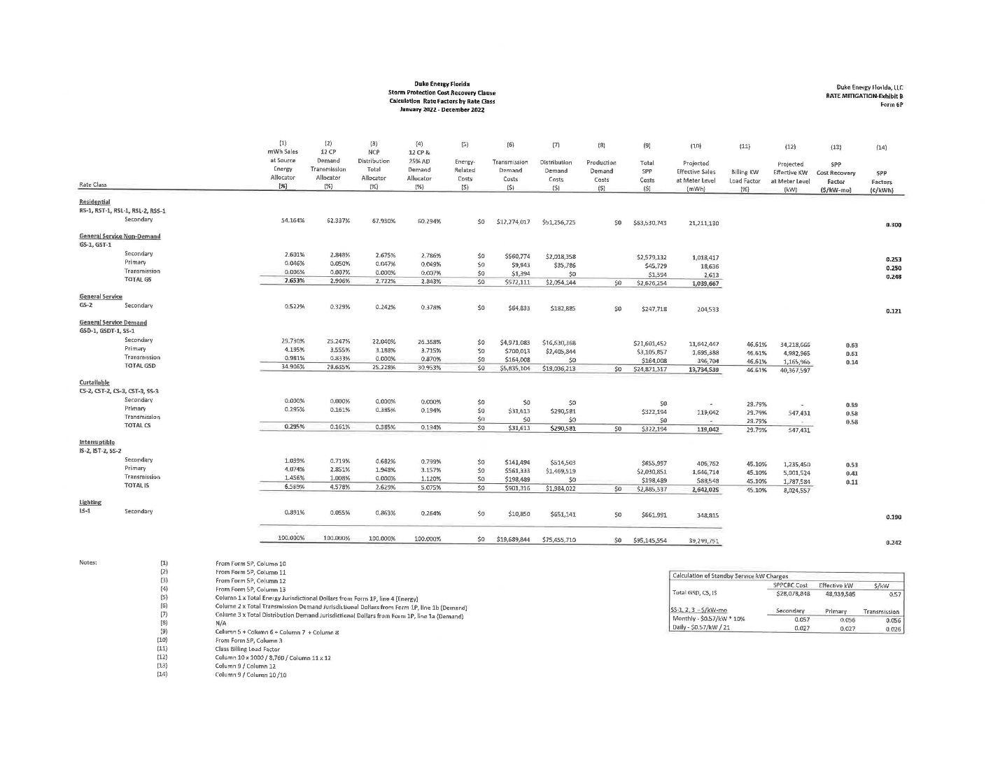 Duke Energy Florida
Storm Protection Cost Recovery Clause
Calculation Rate Factors by Rate Class
January 2022 - December 2022
Duke Energy Florida, LLC
RATE MITIGATION-Exhibit B
Form 6P
(1) (2) (3) (4) (5) (6) (7) (8) (9) (10) (11) (12) (13) (14)
mWh Sales 12 CP NCP 12 CP &
at Source Demand Distribution 25% AD Energy- Transmission Distribution Production Total Projected Projected SPP
Energy Transmission Total Demand Related Demand Demand Demand SPP Effective Sales Billing KW Effective KW Cost Recovery SPP
Allocator Allocator Allocator Allocator Costs Costs Costs Costs Costs at Meter Level Load Factor at Meter Level Factor Factors
Rate Class (%) (%) (%) (%) ($) ($) ($) ($) ($) (mWh) (%) (kW) ($/kW-mo) (¢/kWh)
Residential
RS-1, RST-1, RSL-1, RSL-2, RSS-1
Secondary 54.164% 62.337% 67.930% 60.294% $0 $12,274,017 $51,256,725 $0 $63,530,743 21,211,130 0.300
General Service Non-Demand
GS-1, GST-1
Secondary 2.601% 2.848% 2.675% 2.786% $0 $560,774 $2,018,358 $2,579,132 1,018,417 0.253
Primary 0.046% 0.050% 0.047% 0.049% $0 $9,943 $35,786 $45,729 18,636 0.250
Transmission 0.006% 0.007% 0.000% 0.007% $0 $1,394 $0 $1,394 2,613 0.248
TOTAL GS 2.653% 2.906% 2.722% 2.843% $0 $572,111 $2,054,144 $0 $2,626,254 1,039,667
General Service
GS-2 Secondary 0.522% 0.329% 0.242% 0.378% $0 $64,833 $182,885 $0 $247,718 204,533 0.121
General Service Demand
GSD-1, GSDT-1, SS-1
Secondary 29.730% 25.247% 22.040% 26.368% $0 $4,971,083 $16,630,368 $21,601,452 11,642,447 46.61% 34,218,666 0.63
Primary 4.195% 3.555% 3.188% 3.715% $0 $700,013 $2,405,844 $3,105,857 1,695,388 46.61% 4,982,965 0.61
Transmission 0.981% 0.833% 0.000% 0.870% $0 $164,008 $0 $164,008 396,704 46.61% 1,165,966 0.14
TOTAL GSD 34.906% 29.635% 25.228% 30.953% $0 $5,835,104 $19,036,213 $0 $24,871,317 13,734,539 46.61% 40,367,597
Curtailable
CS-2, CST-2, CS-3, CST-3, SS-3
Secondary 0.000% 0.000% 0.000% 0.000% $0 $0 $0 $0 - 29.79% - 0.59
Primary 0.295% 0.161% 0.385% 0.194% $0 $31,613 $290,581 $322,194 119,042 29.79% 547,431 0.58
Transmission $0 $0 $0 $0 - 29.79% - 0.58
TOTAL CS 0.295% 0.161% 0.385% 0.194% $0 $31,613 $290,581 $0 $322,194 119,042 29.79% 547,431
Interruptible
IS-2, IST-2, SS-2
Secondary 1.039% 0.719% 0.682% 0.799% $0 $141,494 $514,503 $655,997 406,762 45.10% 1,235,450 0.53
Primary 4.074% 2.851% 1.948% 3.157% $0 $561,333 $1,469,519 $2,030,851 1,646,714 45.10% 5,001,524 0.41
Transmission 1.456% 1.008% 0.000% 1.120% $0 $198,489 $0 $198,489 588,548 45.10% 1,787,584 0.11
TOTAL IS 6.569% 4.578% 2.629% 5.075% $0 $901,316 $1,984,022 $0 $2,885,337 2,642,025 45.10% 8,024,557
Lighting
LS-1 Secondary 0.891% 0.055% 0.863% 0.264% $0 $10,850 $651,141 $0 $661,991 348,815 0.190
100.000% 100.000% 100.000% 100.000% $0 $19,689,844 $75,455,710 $0 $95,145,554 39,299,751 0.242
Notes: (1) From Form 5P, Column 10
(2) From Form 5P, Column 11
(3) From Form 5P, Column 12
(4) From Form 5P, Column 13
(5) Column 1 x Total Energy Jurisdictional Dollars from Form 1P, line 4 (Energy)
(6) Column 2 x Total Transmission Demand Jurisdictional Dollars from Form 1P, line 1b (Demand)
(7) Column 3 x Total Distribution Demand Jurisdictional Dollars from Form 1P, line 1a (Demand)
(8) N/A
(9) Column 5 + Column 6 + Column 7 + Column 8
(10) From Form 5P, Column 3
(11) Class Billing Load Factor
(12) Column 10 x 1000 / 8,760 / Column 11 x 12
(13) Column 9 / Column 12
(14) Column 9 / Column 10 /10
Calculation of Standby Service kW Charges
SPPCRC Cost Effective kW $/kW
Total GSD, CS, IS $28,078,848 48,939,585 0.57
SS-1, 2, 3 - $/kW-mo Secondary Primary Transmission
Monthly - $0.57/kW * 10% 0.057 0.056 0.056
Daily - $0.57/kW / 21 0.027 0.027 0.026